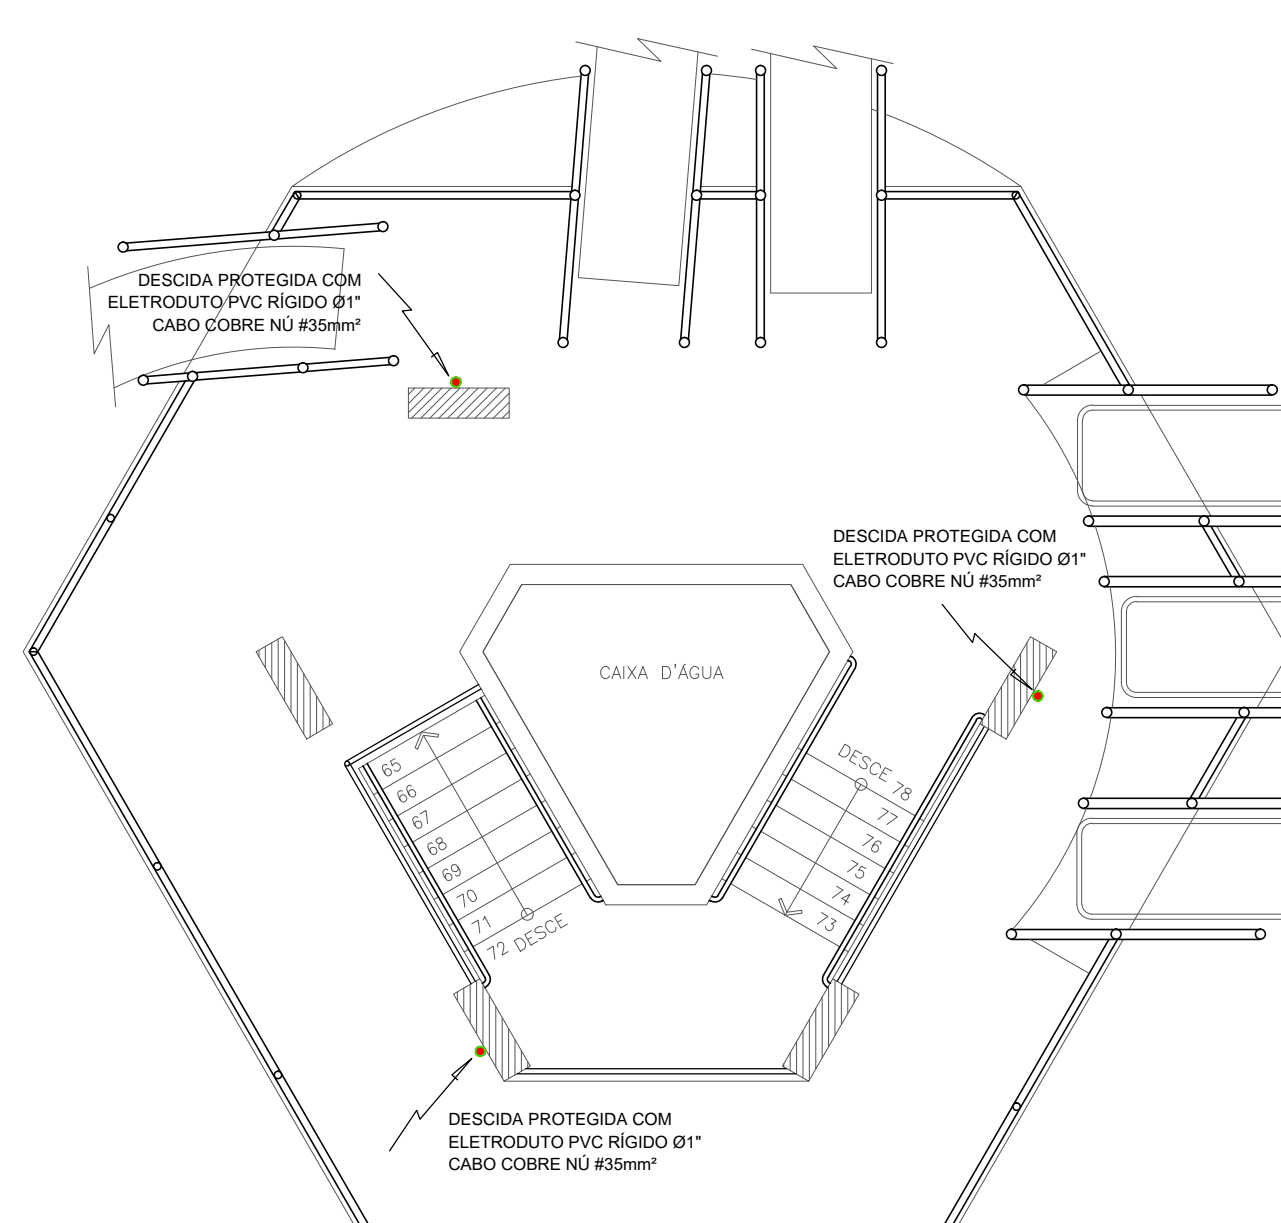 DESCIDA PROTEGIDA COM
ELETRODUTO PVC RÍGIDO Ø1"
CABO COBRE NÚ #35mm²
DESCIDA PROTEGIDA COM
ELETRODUTO PVC RÍGIDO Ø1"
CABO COBRE NÚ #35mm²
CAIXA D'ÁGUA
65
66
67
68
69
70
71
72 DESCE
DESCE 78
77
76
75
74
73
DESCIDA PROTEGIDA COM
ELETRODUTO PVC RÍGIDO Ø1"
CABO COBRE NÚ #35mm²